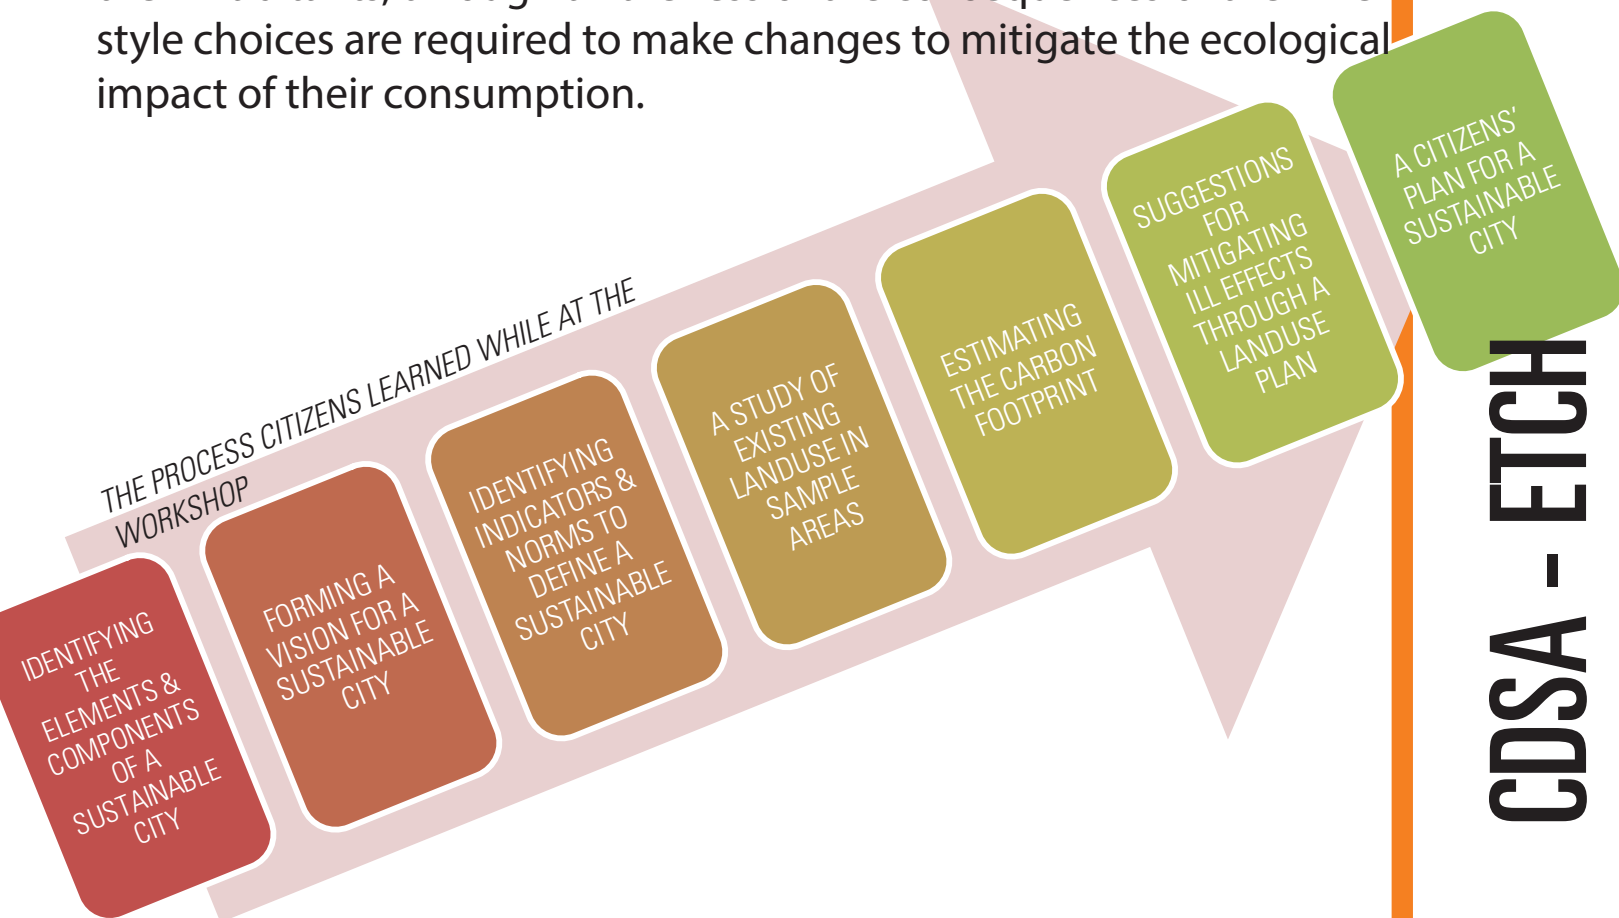 style choices are required to make changes to mitigate the ecological
impact of their consumption.
THE PROCESS CITIZENS LEARNED WHILE AT THE
WORKSHOP
IDENTIFYING
THE
ELEMENTS &
COMPONENTS
OF A
SUSTAINABLE
CITY
FORMING A
VISION FOR A
SUSTAINABLE
CITY
IDENTIFYING
INDICATORS &
NORMS TO
DEFINE A
SUSTAINABLE
CITY
A STUDY OF
EXISTING
LANDUSE IN
SAMPLE
AREAS
ESTIMATING
THE CARBON
FOOTPRINT
SUGGESTIONS
FOR
MITIGATING
ILL EFFECTS
THROUGH A
LANDUSE
PLAN
A CITIZENS'
PLAN FOR A
SUSTAINABLE
CITY
CDSA - ETCH